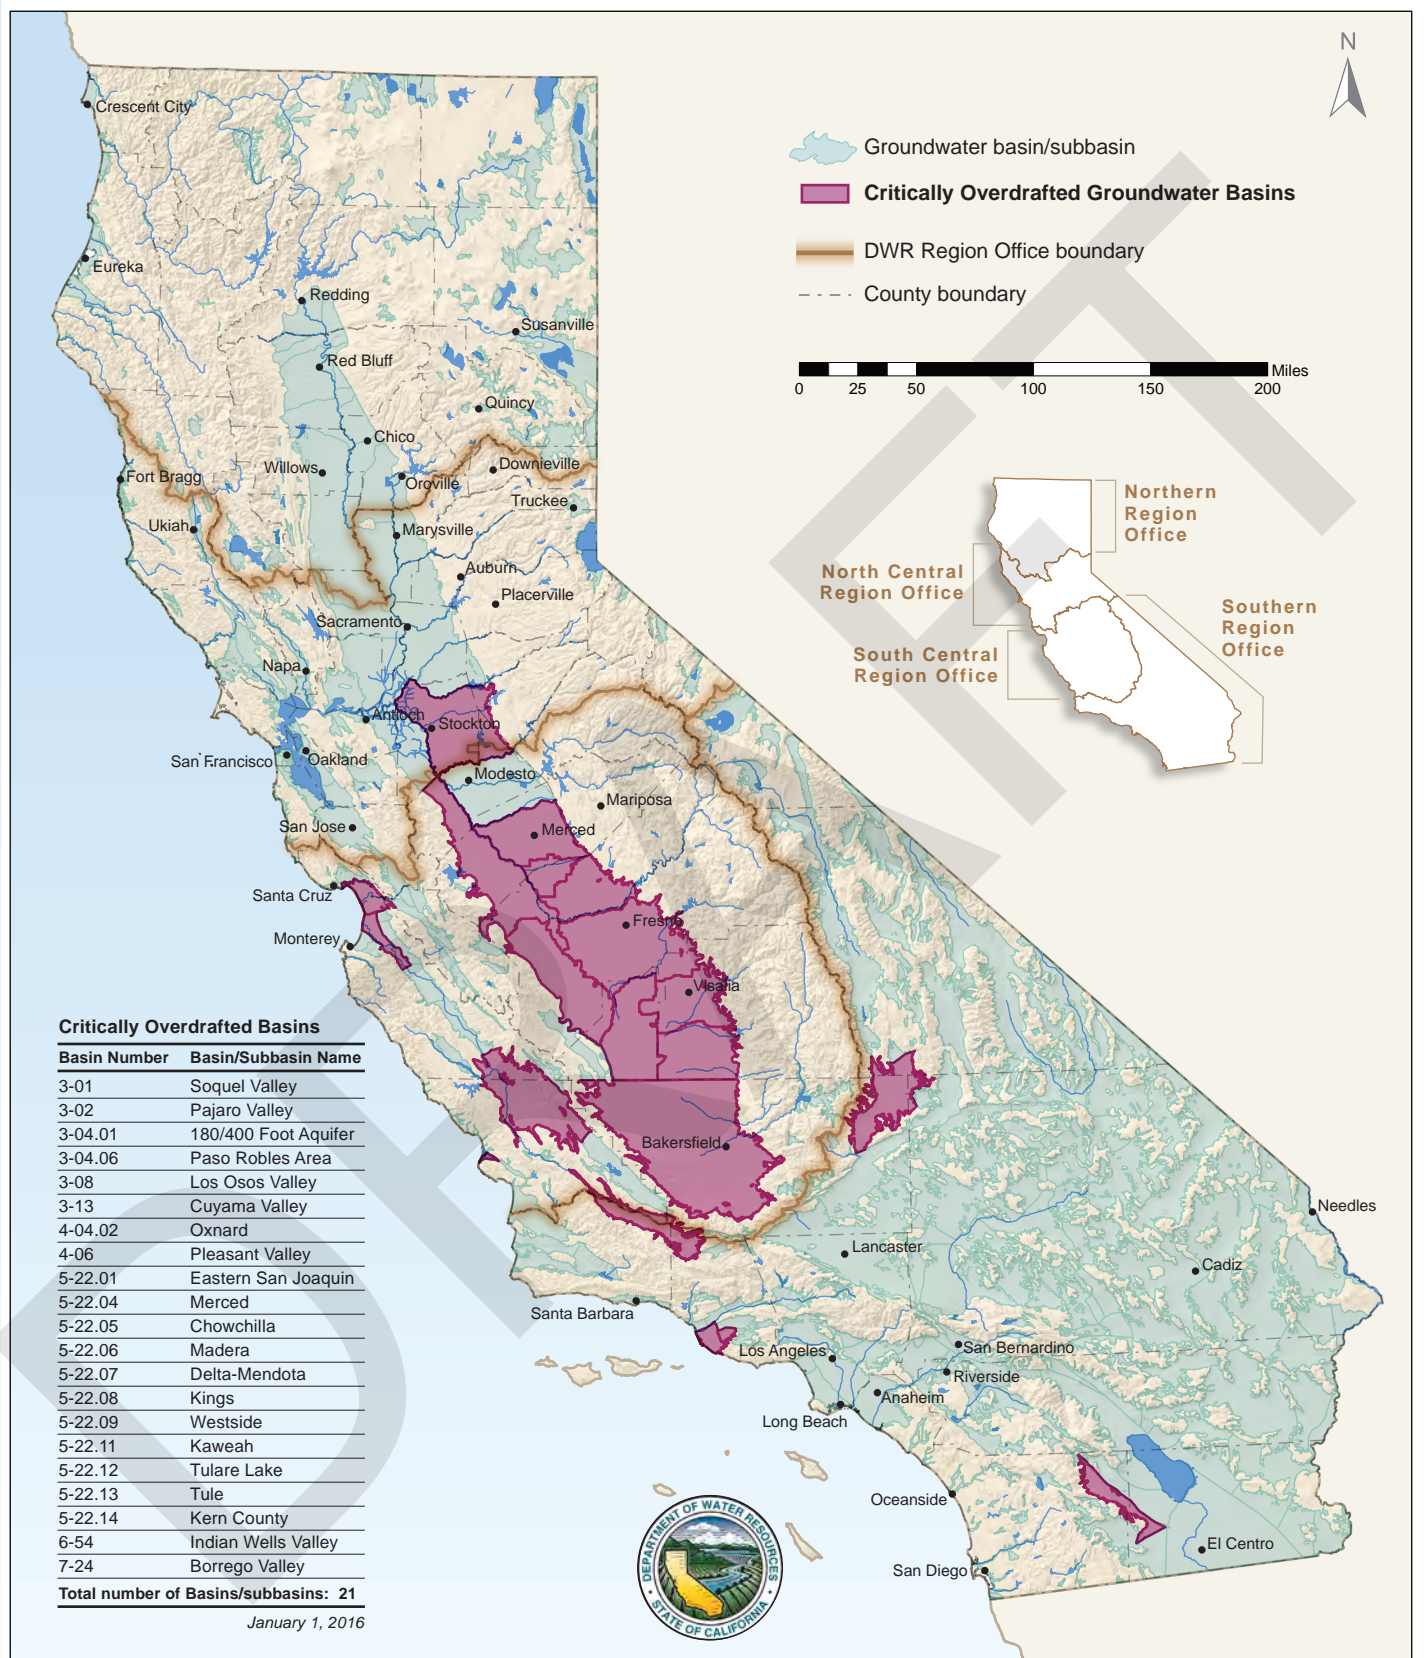 N
Groundwater basin/subbasin
Critically Overdrafted Groundwater Basins
DWR Region Office boundary
County boundary
Miles
0 25 50 100 150 200
Northern
Region
Office
North Central
Region Office
Southern
Region
Office
South Central
Region Office
Crescent City
Eureka
Redding
Susanville
Red Bluff
Quincy
Chico
Willows
Oroville
Downieville
Fort Bragg
Truckee
Ukiah
Marysville
Auburn
Placerville
Sacramento
Napa
Antioch
Stockton
San Francisco
Oakland
Modesto
Mariposa
San Jose
Merced
Santa Cruz
Fresno
Monterey
Visalia
Bakersfield
Needles
Lancaster
Cadiz
Santa Barbara
Los Angeles
San Bernardino
Riverside
Anaheim
Long Beach
Oceanside
El Centro
San Diego
Critically Overdrafted Basins
Basin Number Basin/Subbasin Name
3-01 Soquel Valley
3-02 Pajaro Valley
3-04.01 180/400 Foot Aquifer
3-04.06 Paso Robles Area
3-08 Los Osos Valley
3-13 Cuyama Valley
4-04.02 Oxnard
4-06 Pleasant Valley
5-22.01 Eastern San Joaquin
5-22.04 Merced
5-22.05 Chowchilla
5-22.06 Madera
5-22.07 Delta-Mendota
5-22.08 Kings
5-22.09 Westside
5-22.11 Kaweah
5-22.12 Tulare Lake
5-22.13 Tule
5-22.14 Kern County
6-54 Indian Wells Valley
7-24 Borrego Valley
Total number of Basins/subbasins: 21
January 1, 2016
DEPARTMENT OF WATER RESOURCES
STATE OF CALIFORNIA
DRAFT